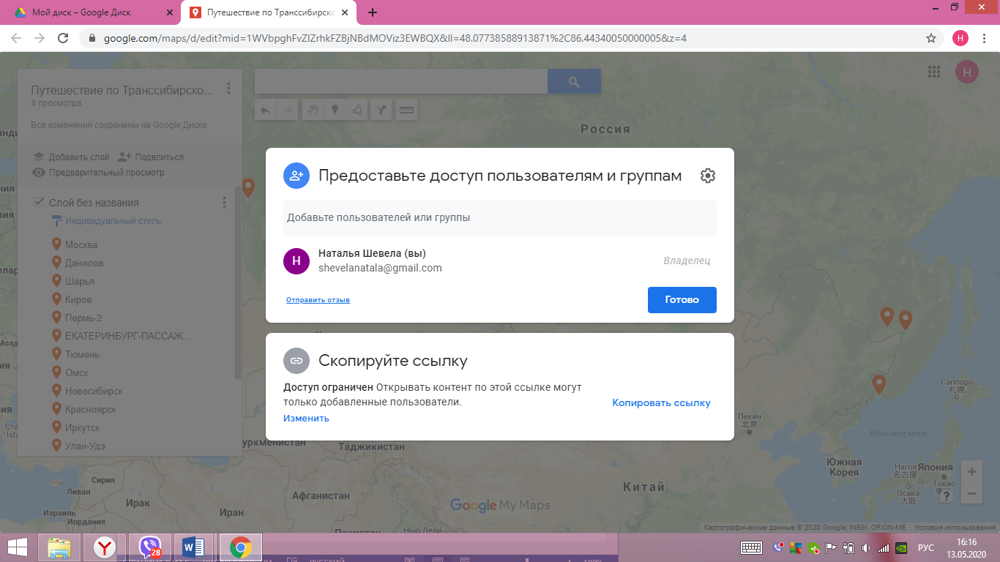 Мой диск – Google Диск
Путешествие по Транссибирско
google.com/maps/d/edit?mid=1WVbpghFvZIZrhkFZBjNBdMOViz3EWBQX&ll=48.07738588913871%2C86.44340050000005&z=4
Н
Путешествие по Транссибирско...
4 просмотра
Все изменения сохранены на Google Диске
Добавить слой
Поделиться
Предварительный просмотр
Слой без названия
Индивидуальный стиль
Москва
Данилов
Шарья
Киров
Пермь-2
ЕКАТЕРИНБУРГ-ПАССАЖ...
Тюмень
Омск
Новосибирск
Красноярск
Иркутск
Улан-Удэ
Н
Россия
Предоставьте доступ пользователям и группам
Добавьте пользователей или группы
Н
Наталья Шевела (вы)
shevelanatala@gmail.com
Владелец
Отправить отзыв
Готово
Скопируйте ссылку
Доступ ограничен Открывать контент по этой ссылке могут
только добавленные пользователи.
Копировать ссылку
Изменить
Саппоро
札幌
Пекин
北京
Японское море
Южная
Корея
Нагоя
名古屋
Япония
Токио
Осака
大阪
?
Таджикистан
Китай
Афганистан
Сирия
Ливан
Ирак
Иран
Израиль
Иордания
Пакистан
Нью-Дели
Google My Maps
Картографические данные © 2020 Google, INEGI, ORION-ME
Условия использования
28
РУС
16:16
13.05.2020
РУССКИЙ
100%